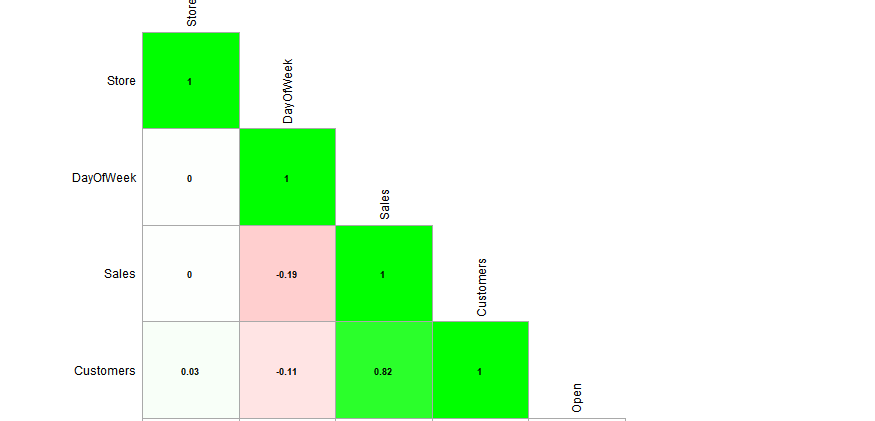 Store
Store 1
DayOfWeek
DayOfWeek 0 1
Sales
Sales 0 -0.19 1
Customers
Customers 0.03 -0.11 0.82 1
Open